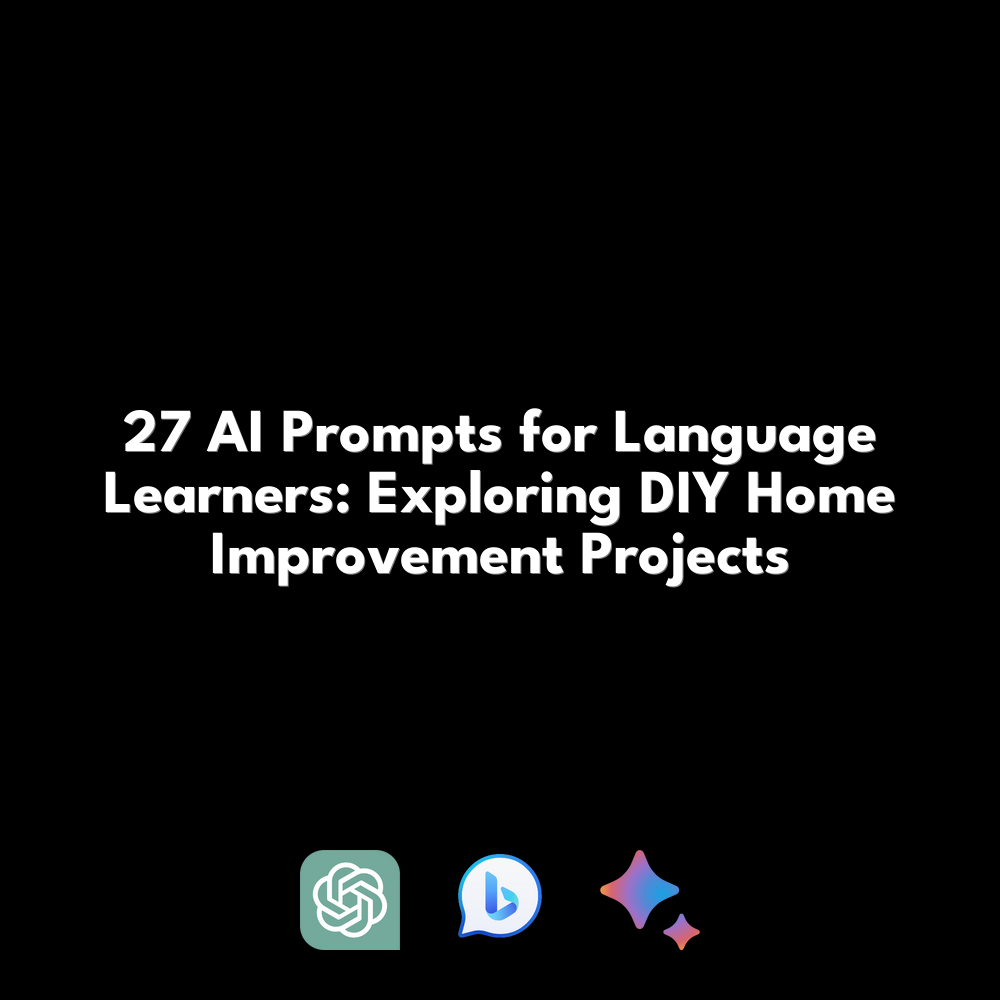 27 AI Prompts for Language
Learners: Exploring DIY Home
Improvement Projects